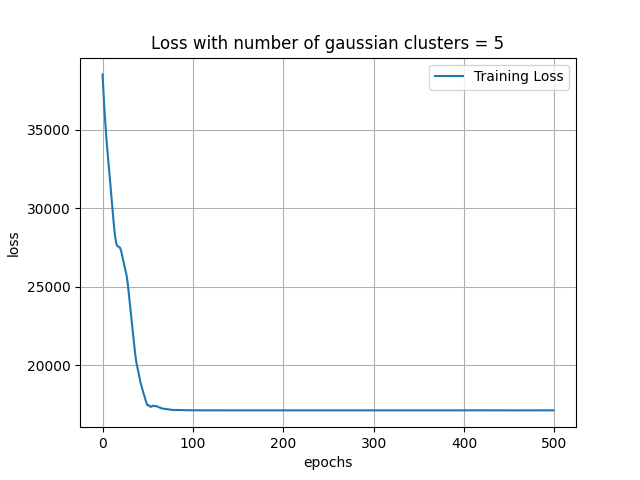 Loss with number of gaussian clusters = 5
Training Loss
35000
30000
25000
20000
loss
0 100 200 300 400 500
epochs